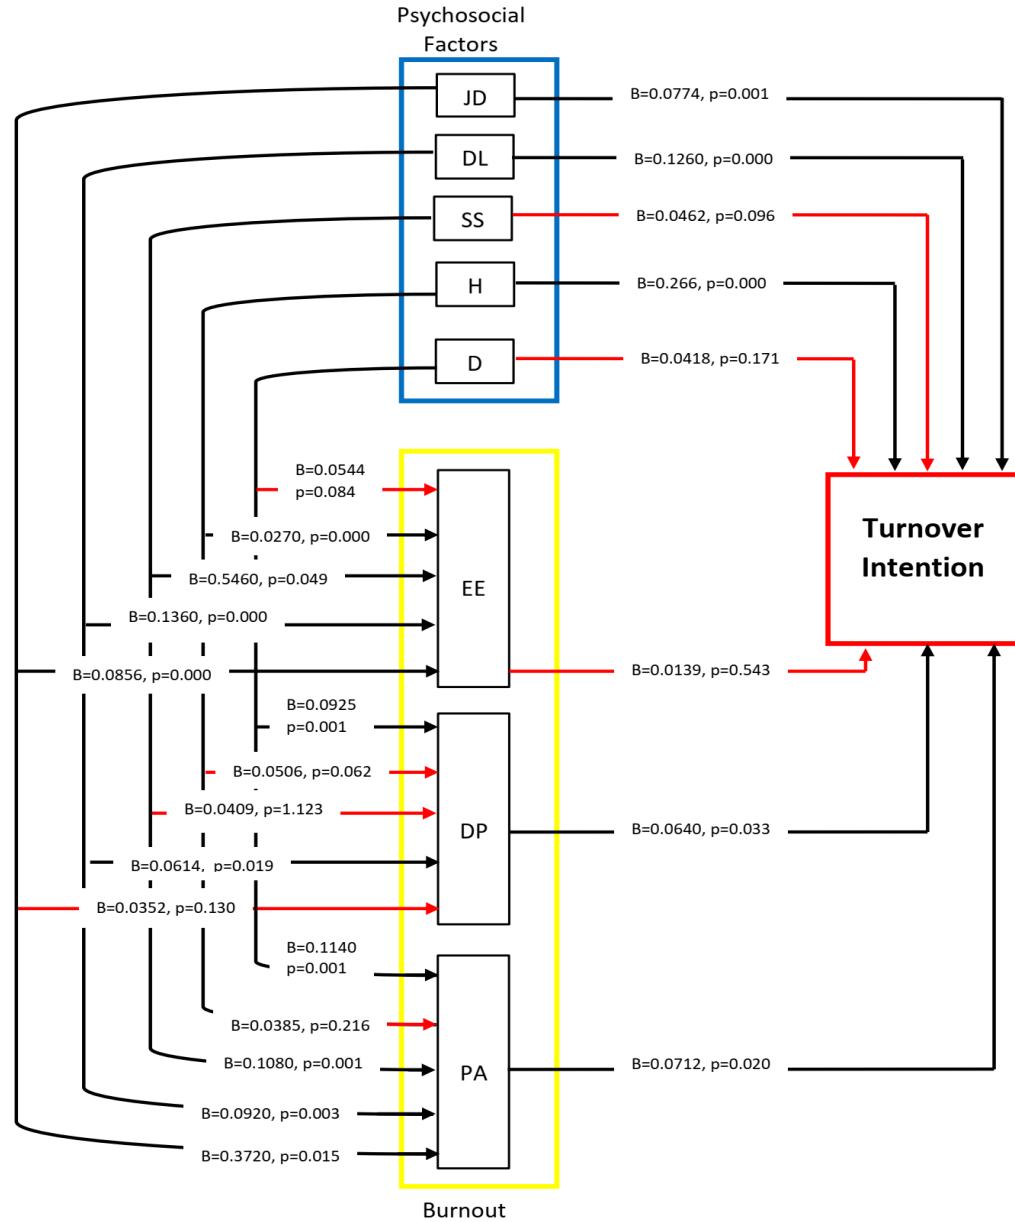 Psychosocial
Factors
JD
B=0.0774, p=0.001
DL
B=0.1260, p=0.000
SS
B=0.0462, p=0.096
H
B=0.266, p=0.000
D
B=0.0418, p=0.171
B=0.0544
p=0.084
B=0.0270, p=0.000
B=0.5460, p=0.049
EE
B=0.1360, p=0.000
B=0.0856, p=0.000
B=0.0139, p=0.543
Turnover
Intention
B=0.0925
p=0.001
B=0.0506, p=0.062
B=0.0409, p=1.123
DP
B=0.0640, p=0.033
B=0.0614, p=0.019
B=0.0352, p=0.130
B=0.1140
p=0.001
B=0.0385, p=0.216
B=0.1080, p=0.001
PA
B=0.0712, p=0.020
B=0.0920, p=0.003
B=0.3720, p=0.015
Burnout